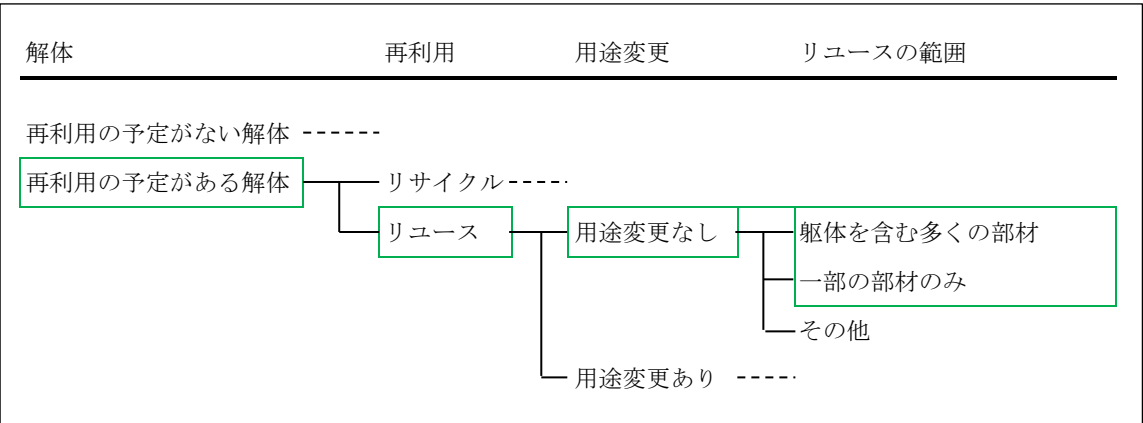 解体 再利用 用途変更 リユースの範囲
再利用の予定がない解体
再利用の予定がある解体 リサイクル
リユース 用途変更なし 躯体を含む多くの部材
一部の部材のみ
その他
用途変更あり